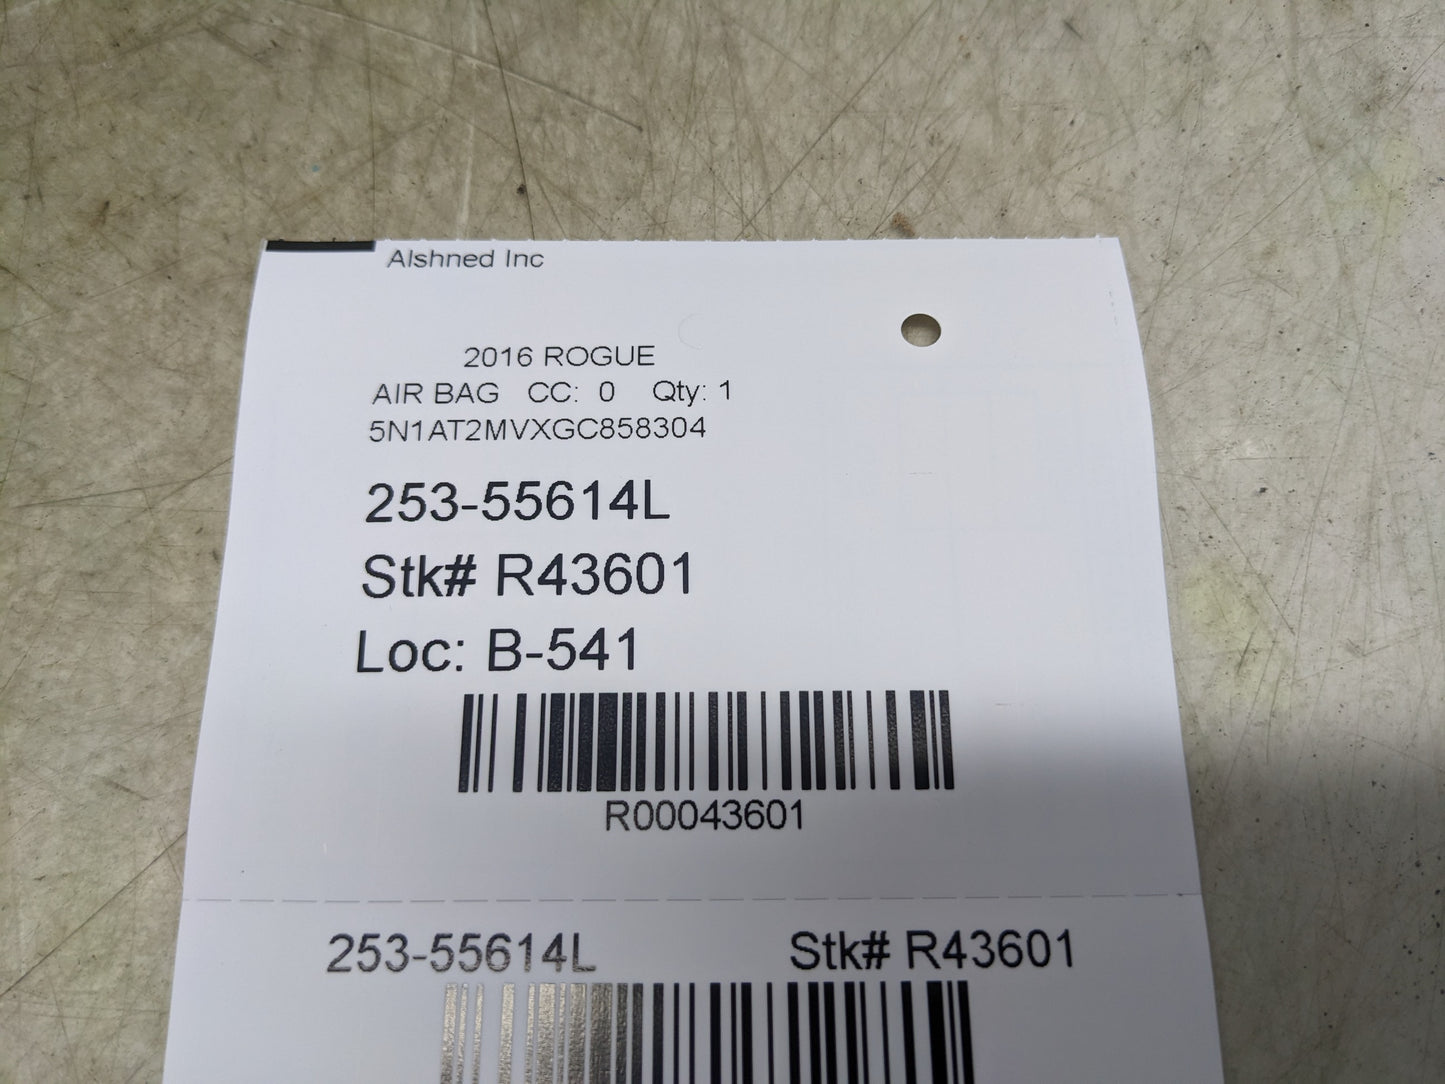 Alshned Inc
2016 ROGUE
AIR BAG CC: 0 Qty: 1
5N1AT2MVXGC858304
253-55614L
Stk# R43601
Loc: B-541
R00043601
253-55614L Stk# R43601